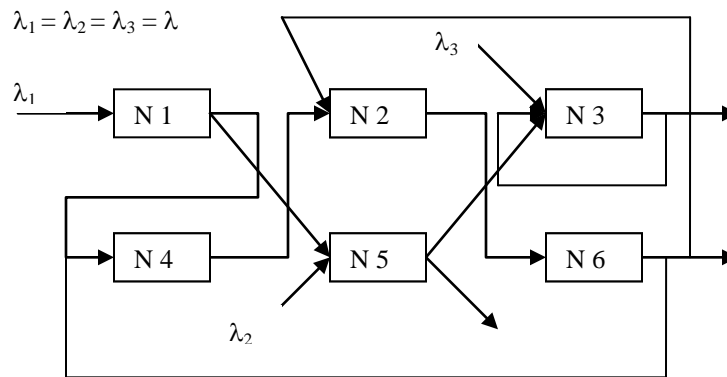 λ₁ = λ₂ = λ₃ = λ
λ₃
λ₁
N 1
N 2
N 3
N 4
N 5
N 6
λ₂